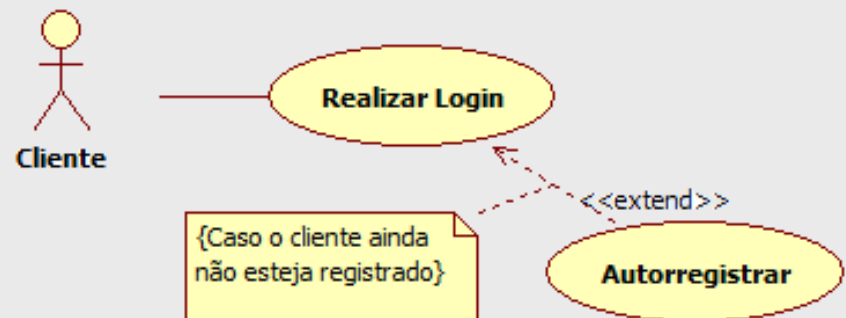 Realizar Login
Cliente
<<extend>>
{Caso o cliente ainda
não esteja registrado}
Autorregistrar